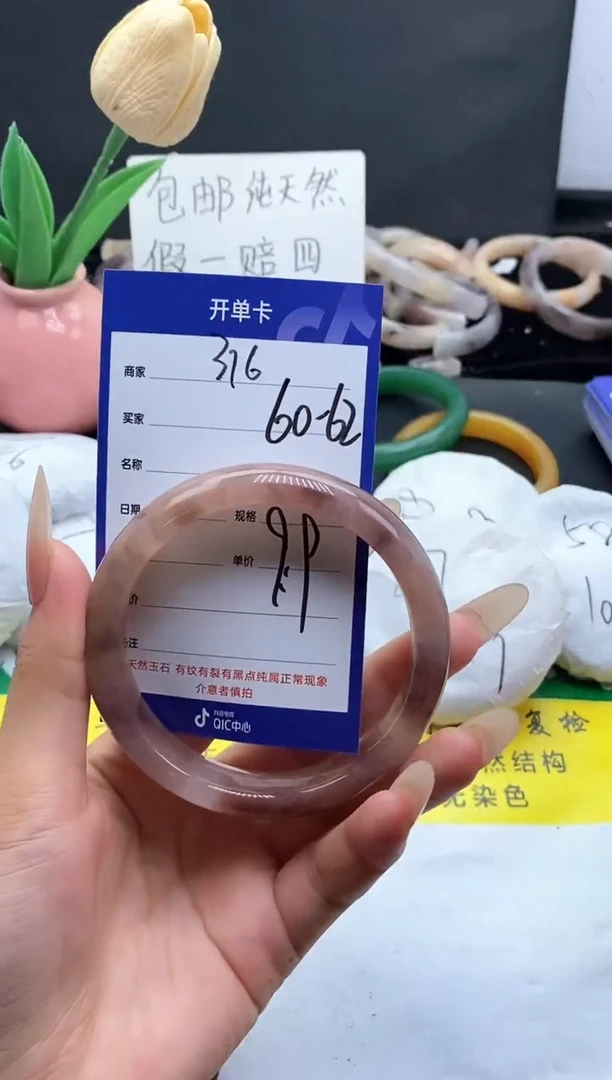 包邮纯天然
假一赔四
开单卡
商家 316
买家
60-62
名称
日期
规格
单价
价
注
天然玉石 有纹有裂有黑点纯属正常现象
介意者慎拍
抖音电商
QIC中心
复检
然结构
无染色
58
10